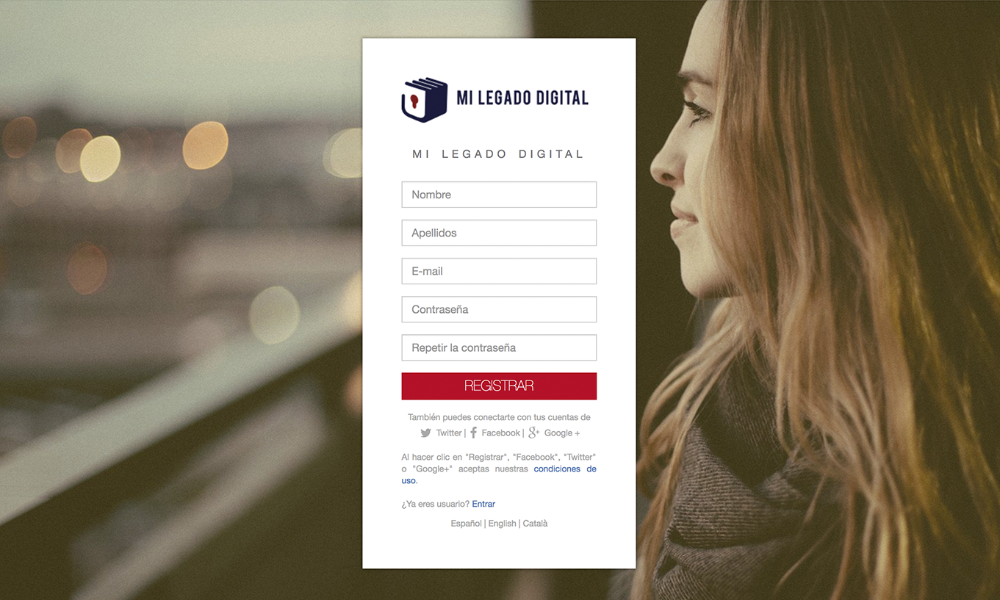 MI LEGADO DIGITAL
MI LEGADO DIGITAL
Nombre
Apellidos
E-mail
Contraseña
Repetir la contraseña
REGISTRAR
También puedes conectarte con tus cuentas de
Twitter | Facebook | Google +
Al hacer clic en "Registrar", "Facebook", "Twitter"
o "Google+" aceptas nuestras condiciones de
uso.
¿Ya eres usuario? Entrar
Español | English | Català